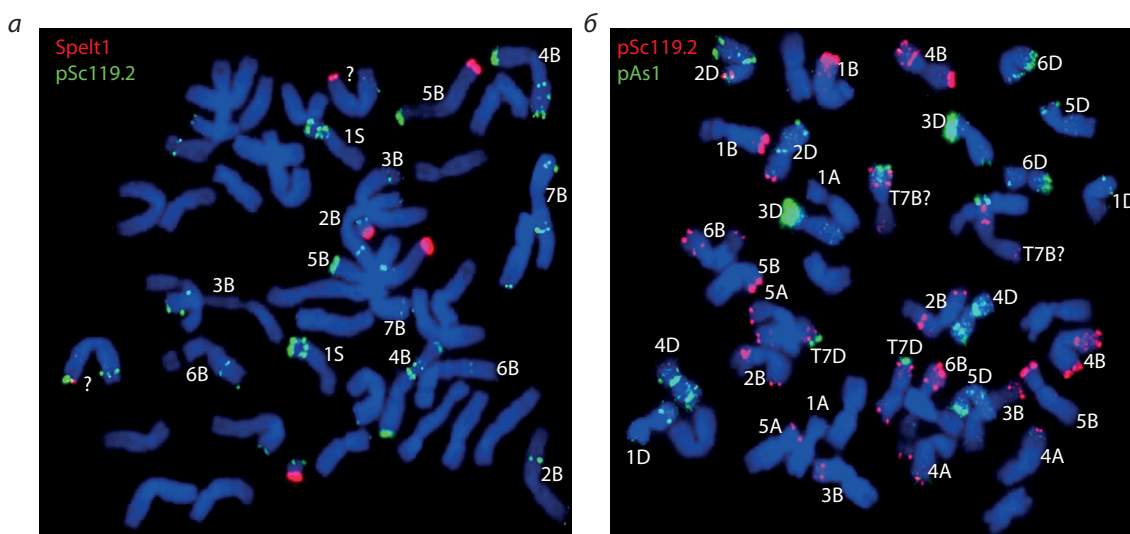 а
Spelt1
pSc119.2
?
5B
4B
1S
3B
7B
2B
5B
3B
7B
1S
4B
6B
6B
?
2B
б
pSc119.2
pAs1
2D
1B
4B
6D
5D
3D
1B
2D
6D
1A
T7B?
1D
3D
6B
T7B?
5B
5A
2B
4D
4D
T7D
T7D
6B
4B
2B
5D
1A
3B
5B
5A
1D
4A
4A
3B